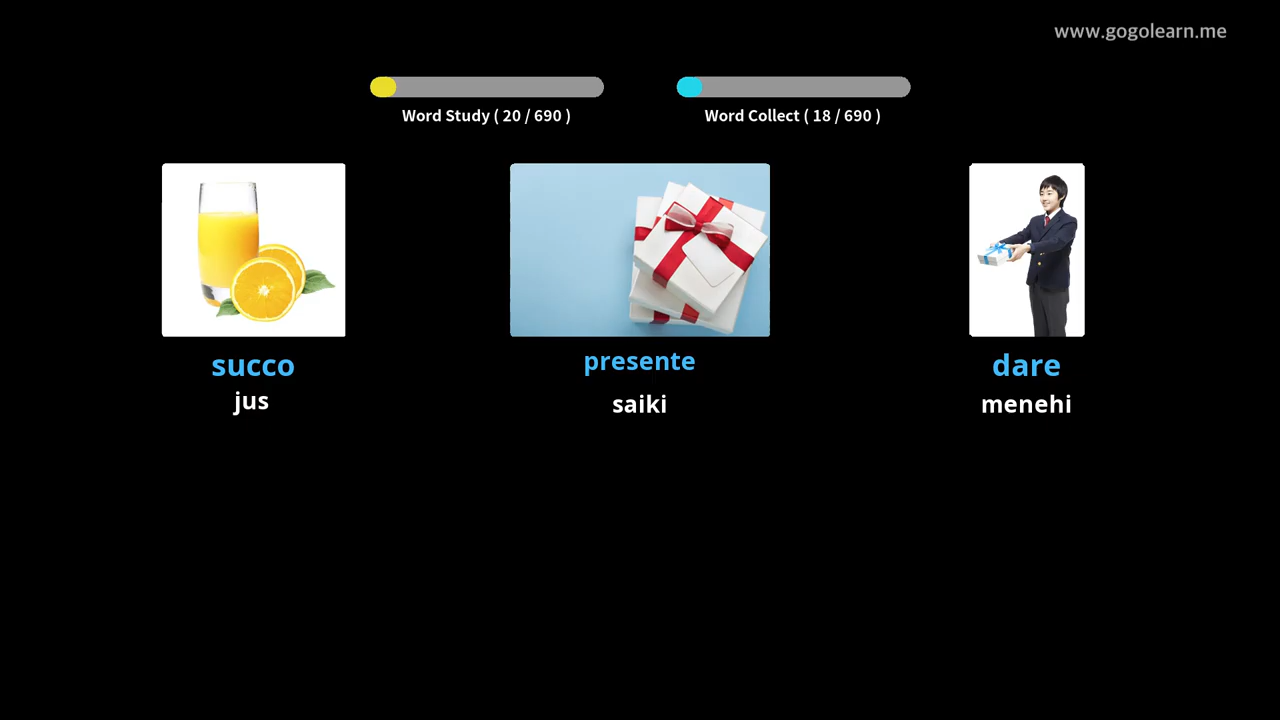 www.gogolearn.me
Word Study ( 20 / 690 )
Word Collect ( 18 / 690 )
succo
jus
presente
saiki
dare
menehi